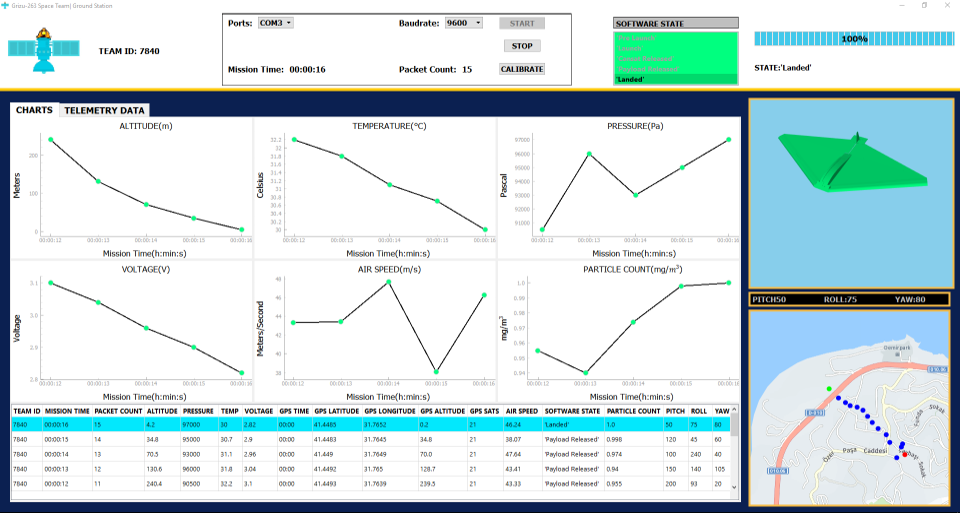 Grizu-263 Space Team| Ground Station
Ports: COM3
Baudrate: 9600
START
STOP
Mission Time: 00:00:16
Packet Count: 15
CALIBRATE
TEAM ID: 7840
SOFTWARE STATE
'Payload Released'
'Landed'
100%
STATE:'Landed'
CHARTS
TELEMETRY DATA
ALTITUDE(m)
Meters
200
100
0
00:00:12 00:00:13 00:00:14 00:00:15 00:00:16
Mission Time(h:min:s)
TEMPERATURE(°C)
Celsius
32.2
32
31.8
31.6
31.4
31.2
31
30.8
30.6
30.4
30.2
30
00:00:12 00:00:13 00:00:14 00:00:15 00:00:16
Mission Time(h:min:s)
PRESSURE(Pa)
Pascal
97000
96000
95000
94000
93000
92000
91000
00:00:12 00:00:13 00:00:14 00:00:15 00:00:16
Mission Time(h:min:s)
VOLTAGE(V)
Voltage
3.1
3.0
2.9
2.8
00:00:12 00:00:13 00:00:14 00:00:15 00:00:16
Mission Time(h:min:s)
AIR SPEED(m/s)
Meters/Second
48
46
44
42
40
38
00:00:12 00:00:13 00:00:14 00:00:15 00:00:16
Mission Time(h:min:s)
PARTICLE COUNT(mg/m³)
mg/m³
1.0
0.99
0.98
0.97
0.96
0.95
0.94
00:00:12 00:00:13 00:00:14 00:00:15 00:00:16
Mission Time(h:min:s)
PITCH50 ROLL:75 YAW:80
Gemi park
Funda Sokak
Özer Paşa Caddesi
Sokak
TEAM ID MISSION TIME PACKET COUNT ALTITUDE PRESSURE TEMP VOLTAGE GPS TIME GPS LATITUDE GPS LONGITUDE GPS ALTITUDE GPS SATS AIR SPEED SOFTWARE STATE PARTICLE COUNT PITCH ROLL YAW
7840 00:00:16 15 4.2 97000 30 2.82 00:00 41.4485 31.7652 0.2 21 46.24 'Landed' 1.0 50 75 80
7840 00:00:15 14 34.8 95000 30.7 2.9 00:00 41.449 31.7645 34.8 21 38.07 'Payload Released' 0.998 120 45 60
7840 00:00:14 13 70.5 93000 31.1 2.96 00:00 41.449 31.7649 70.0 21 47.64 'Payload Released' 0.974 100 240 40
7840 00:00:13 12 130.6 96000 31.8 3.04 00:00 41.4492 31.765 128.7 21 43.41 'Payload Released' 0.94 150 140 105
7840 00:00:12 11 240.4 90500 32.2 3.1 00:00 41.4493 31.7639 239.5 21 43.33 'Payload Released' 0.955 200 93 20